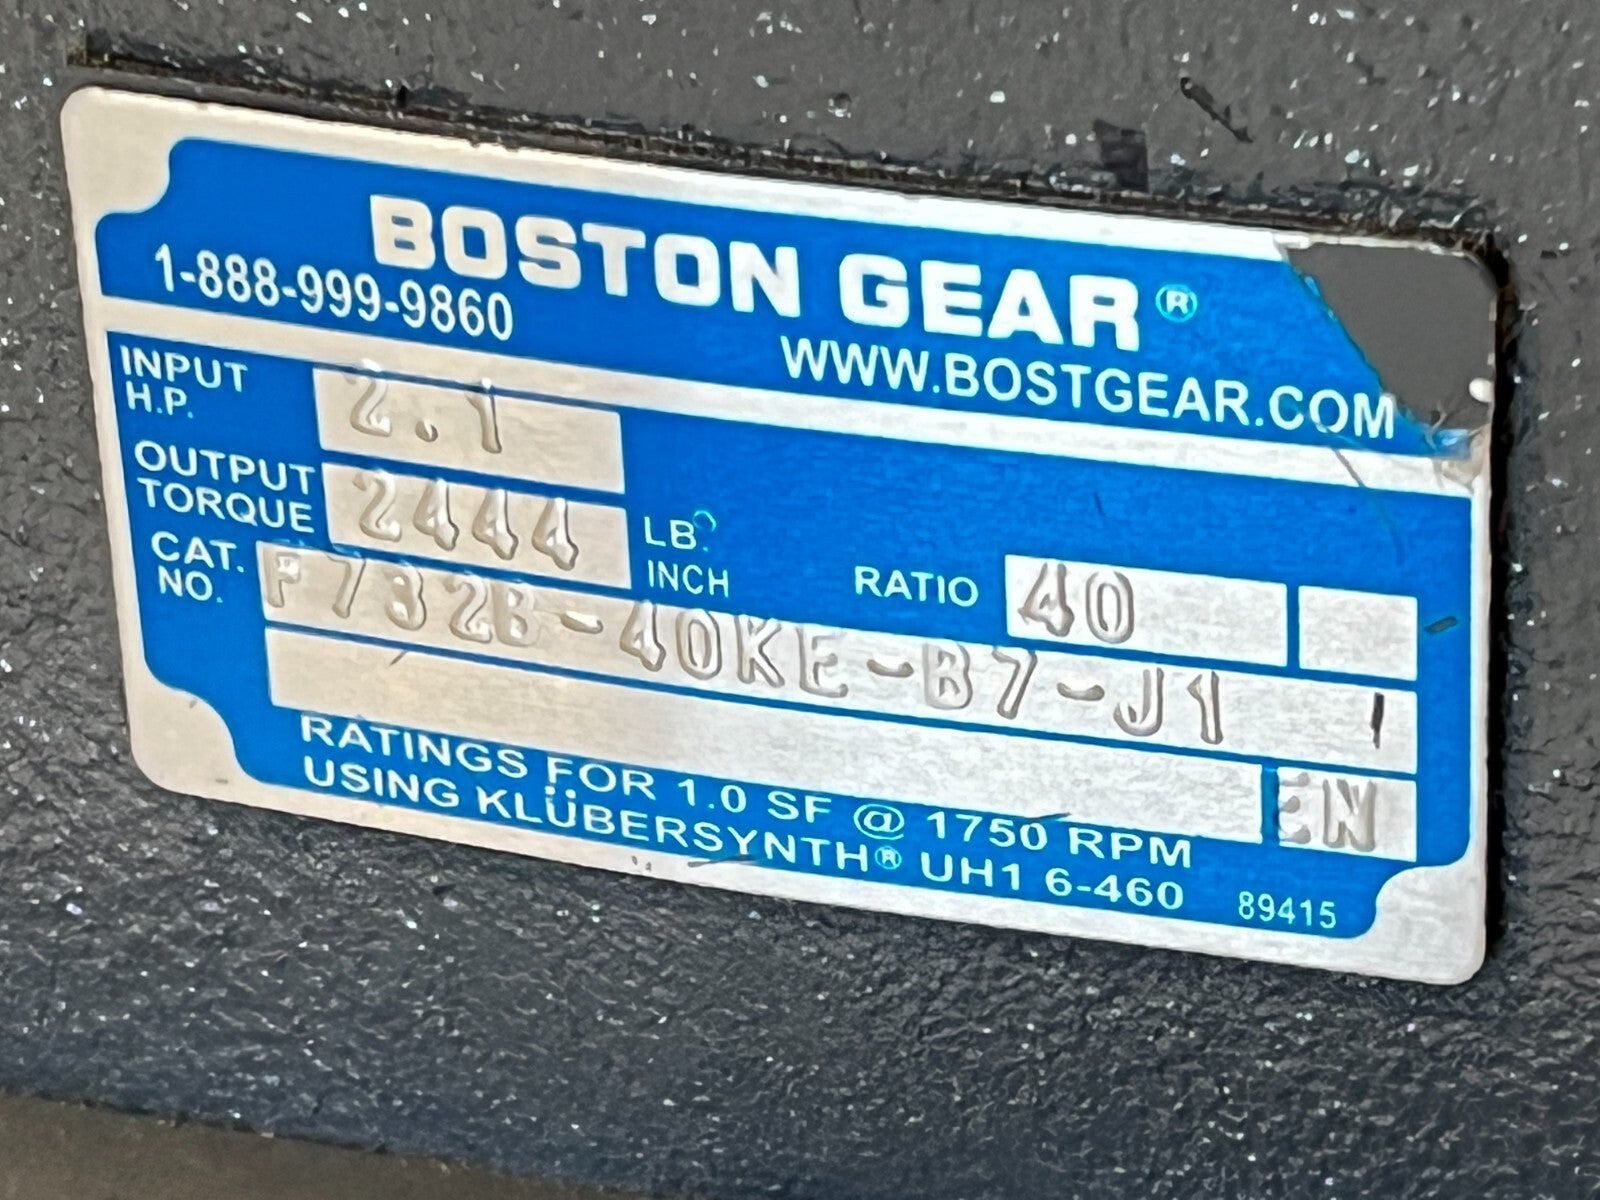 BOSTON GEAR®
1-888-999-9860
WWW.BOSTGEAR.COM
INPUT H.P. 2.1
OUTPUT TORQUE 2444 LB. INCH
RATIO 40
CAT. NO. F732B-40KE-B7-J1
EN
RATINGS FOR 1.0 SF @ 1750 RPM
USING KLÜBERSYNTH® UH1 6-460
89415